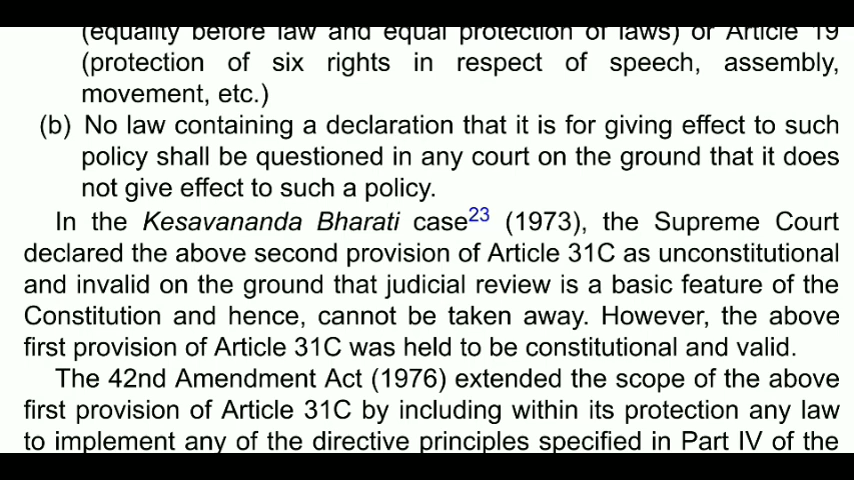 (equality before law and equal protection of laws) or Article 19
(protection of six rights in respect of speech, assembly,
movement, etc.)
(b) No law containing a declaration that it is for giving effect to such
policy shall be questioned in any court on the ground that it does
not give effect to such a policy.
In the Kesavananda Bharati case23 (1973), the Supreme Court
declared the above second provision of Article 31C as unconstitutional
and invalid on the ground that judicial review is a basic feature of the
Constitution and hence, cannot be taken away. However, the above
first provision of Article 31C was held to be constitutional and valid.
The 42nd Amendment Act (1976) extended the scope of the above
first provision of Article 31C by including within its protection any law
to implement any of the directive principles specified in Part IV of the